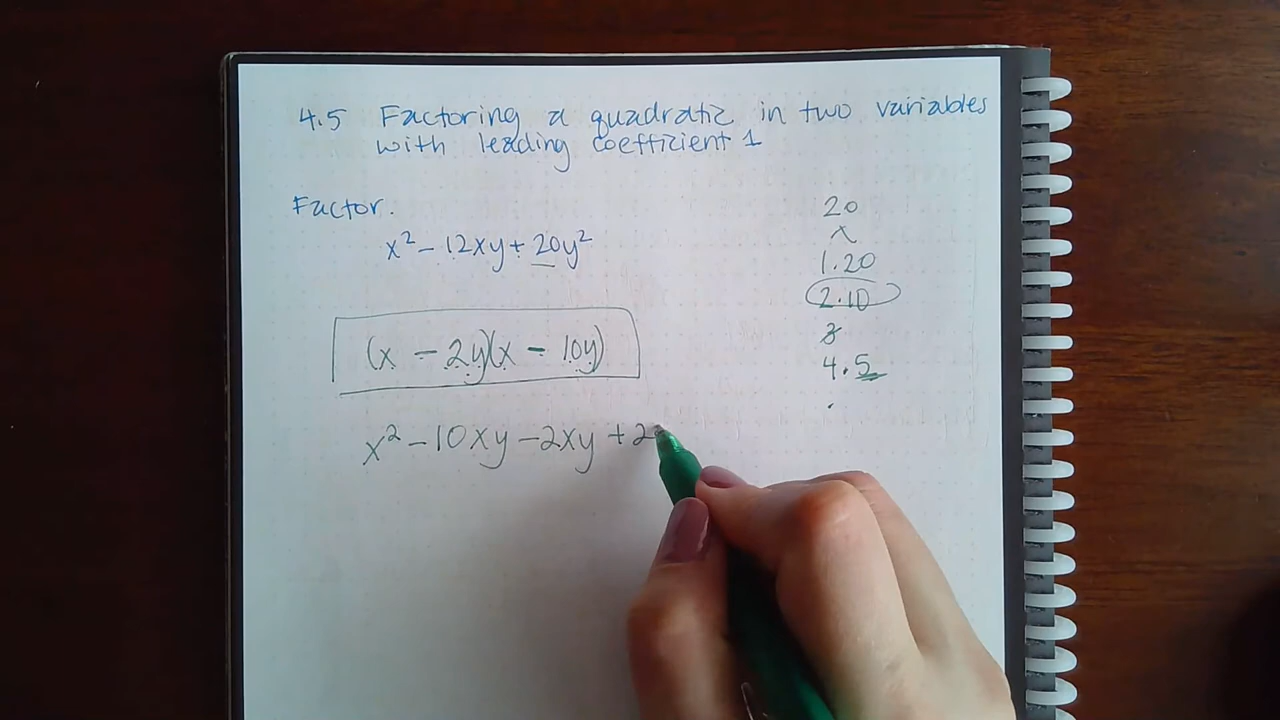 4.5 Factoring a quadratic in two variables
with leading coefficient 1
Factor.
x² - 12xy + 20y²
(x - 2y)(x - 10y)
x² - 10xy - 2xy + 2
20
1.20
2.10
3
4.5
.